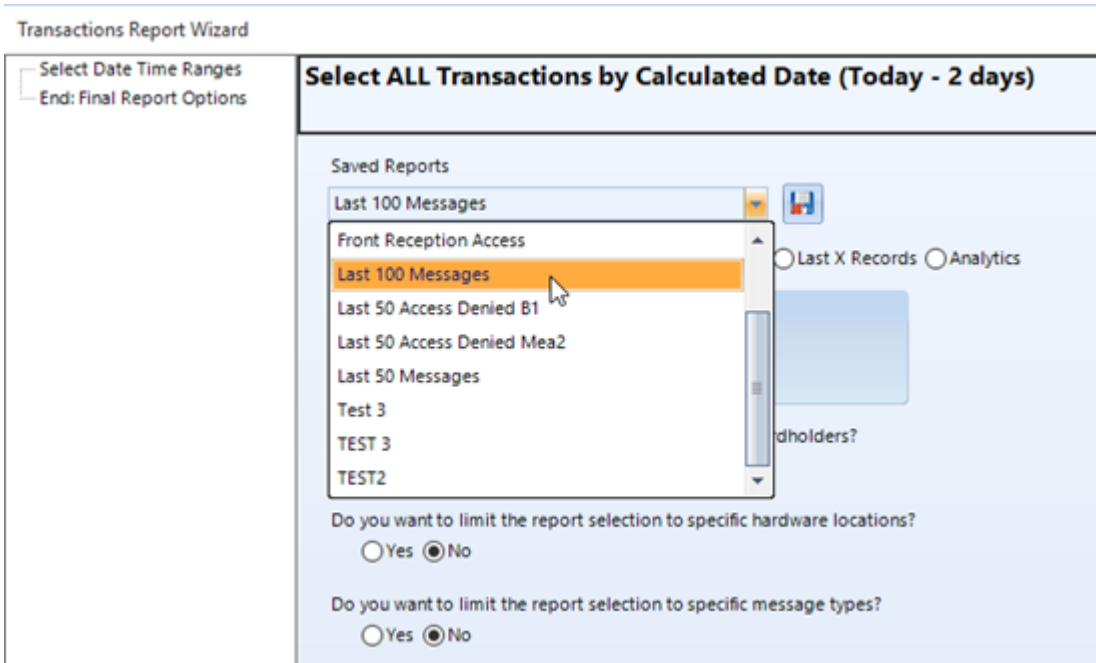 Transactions Report Wizard
Select Date Time Ranges
End: Final Report Options
Select ALL Transactions by Calculated Date (Today - 2 days)
Saved Reports
Last 100 Messages
Front Reception Access
Last 100 Messages
Last 50 Access Denied B1
Last 50 Access Denied Mea2
Last 50 Messages
Test 3
TEST 3
TEST2
Last X Records Analytics
dholders?
Do you want to limit the report selection to specific hardware locations?
Yes No
Do you want to limit the report selection to specific message types?
Yes No